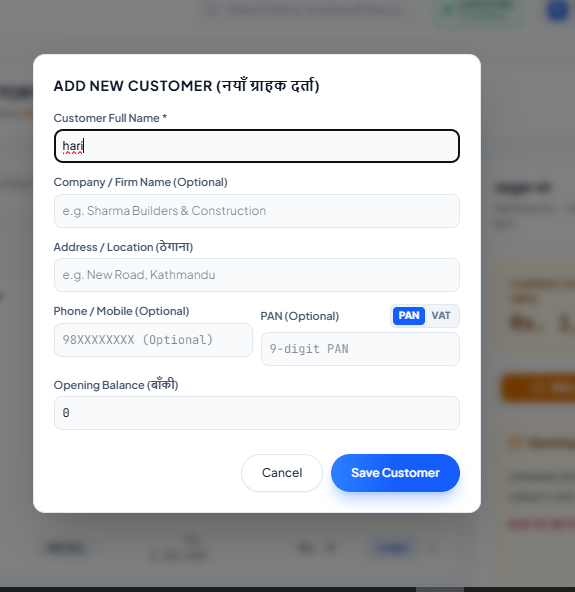 ADD NEW CUSTOMER (नयाँ ग्राहक दर्ता)
Customer Full Name *
hari
Company / Firm Name (Optional)
e.g. Sharma Builders & Construction
Address / Location (ठेगाना)
e.g. New Road, Kathmandu
Phone / Mobile (Optional)
98XXXXXXXX (Optional)
PAN (Optional)
PAN VAT
9-digit PAN
Opening Balance (बाँकी)
0
Cancel Save Customer